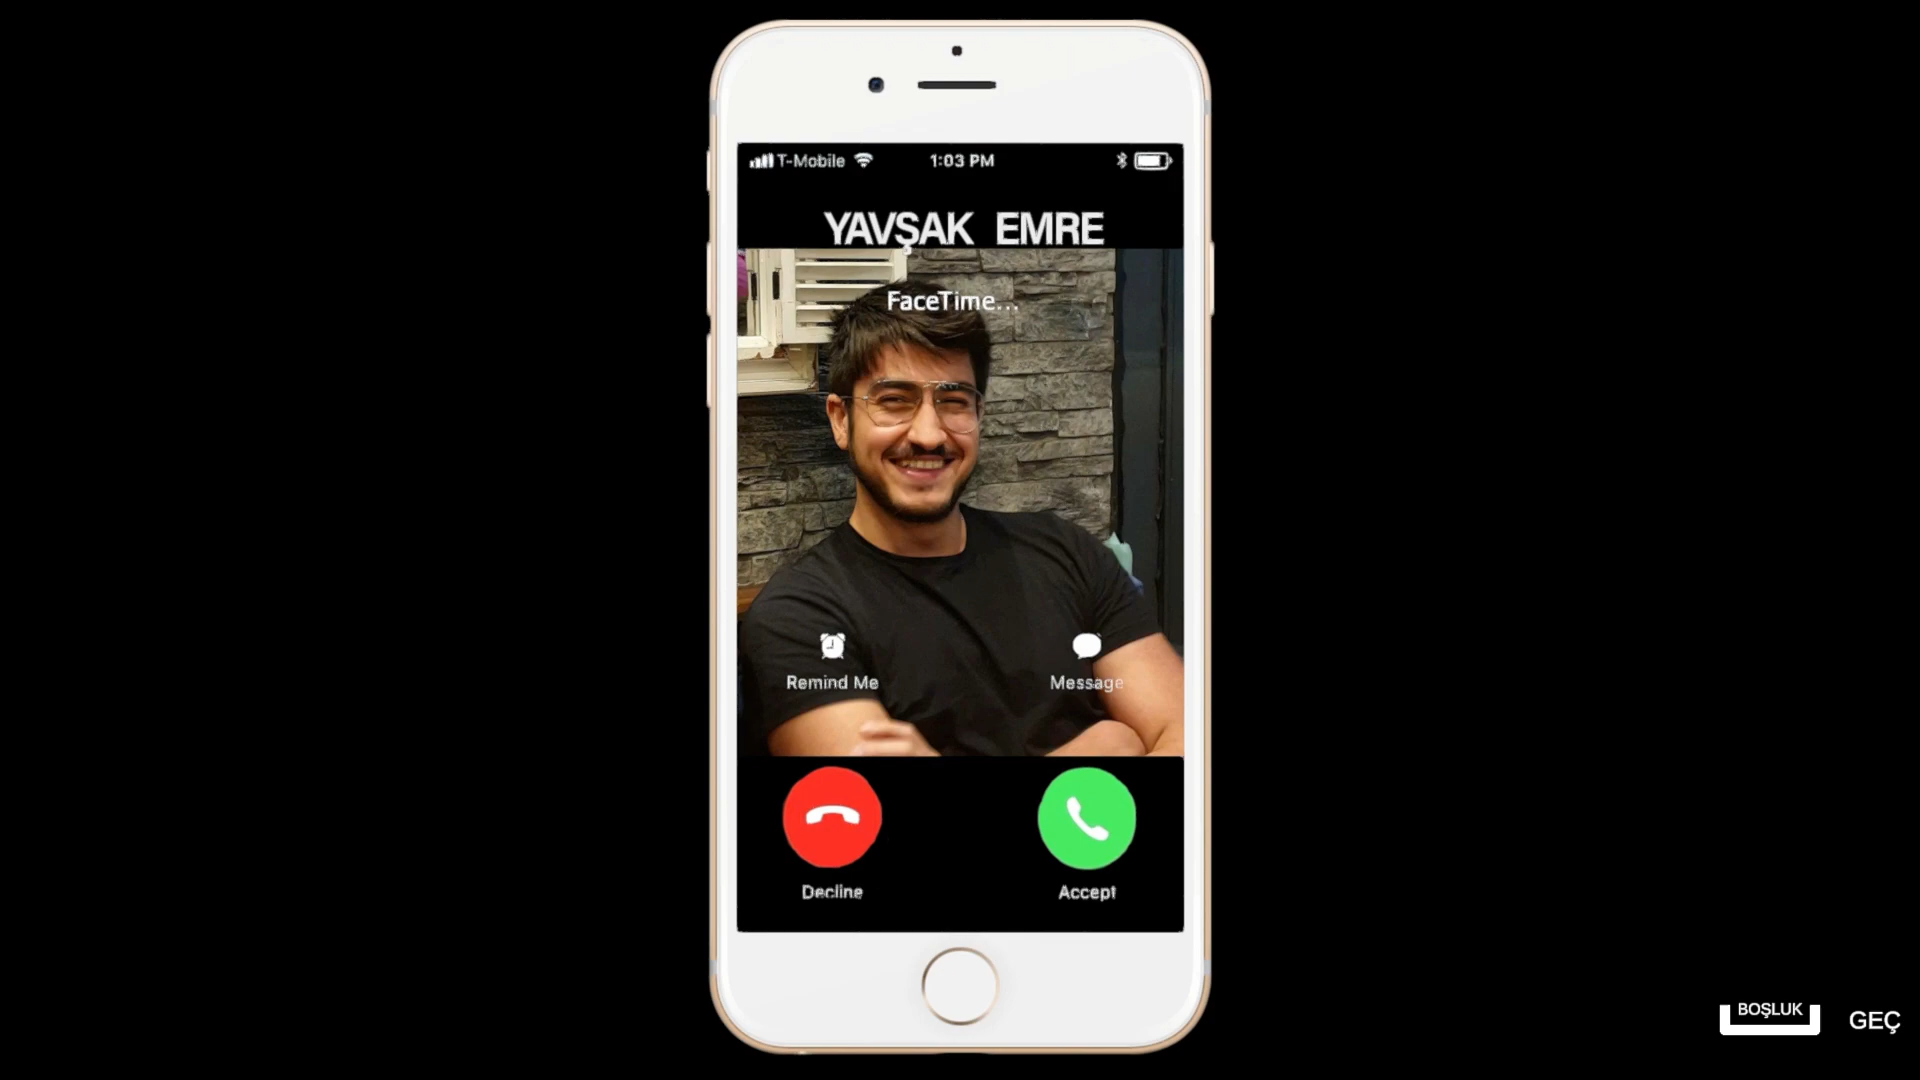 T-Mobile 1:03 PM
YAVŞAK EMRE
FaceTime...
Remind Me Message
Decline Accept
BOŞLUK GEÇ